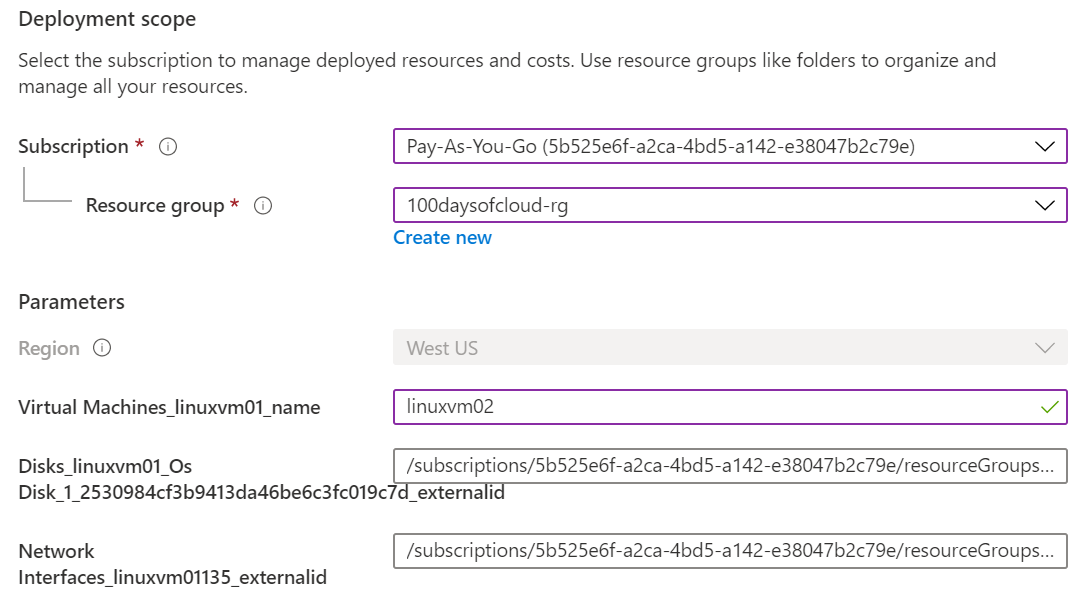 Deployment scope
Select the subscription to manage deployed resources and costs. Use resource groups like folders to organize and
manage all your resources.
Subscription * Pay-As-You-Go (5b525e6f-a2ca-4bd5-a142-e38047b2c79e)
Resource group * 100daysofcloud-rg
Create new
Parameters
Region West US
Virtual Machines_linuxvm01_name linuxvm02
Disks_linuxvm01_Os /subscriptions/5b525e6f-a2ca-4bd5-a142-e38047b2c79e/resourceGroups...
Disk_1_2530984cf3b9413da46be6c3fc019c7d_externalid
Network /subscriptions/5b525e6f-a2ca-4bd5-a142-e38047b2c79e/resourceGroups...
Interfaces_linuxvm01135_externalid